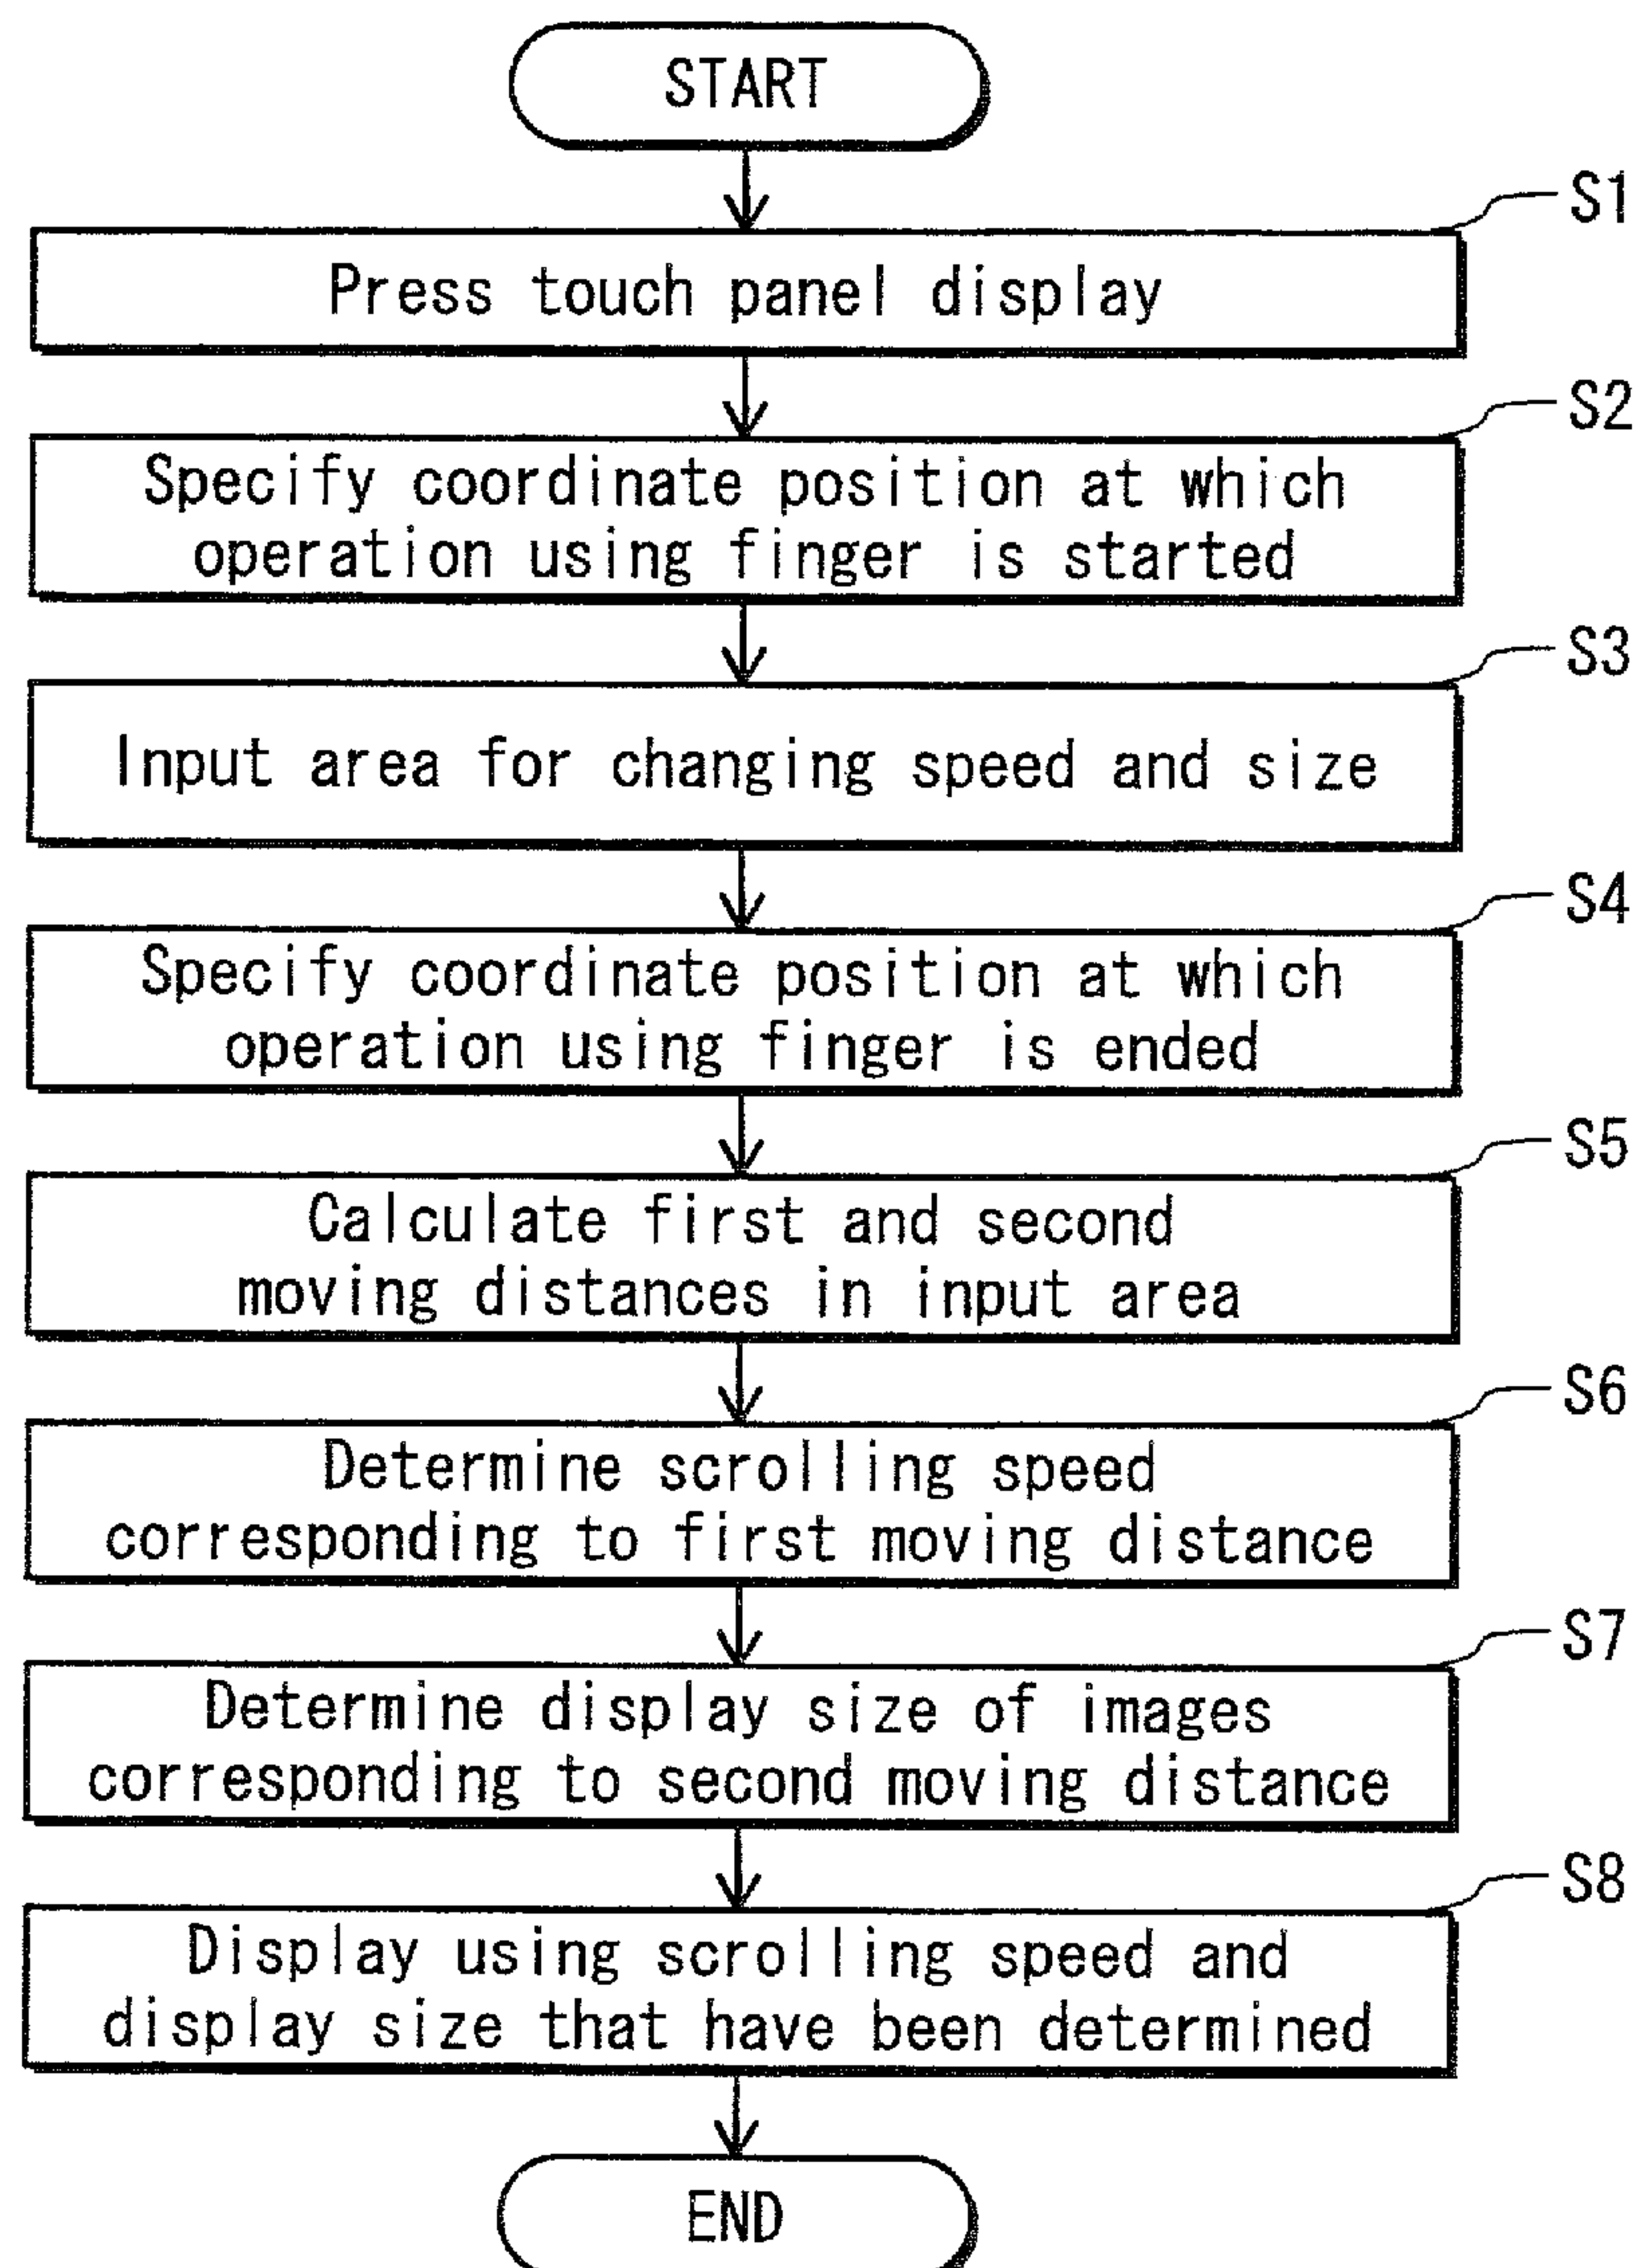 START
S1
Press touch panel display
S2
Specify coordinate position at which
operation using finger is started
S3
Input area for changing speed and size
S4
Specify coordinate position at which
operation using finger is ended
S5
Calculate first and second
moving distances in input area
S6
Determine scrolling speed
corresponding to first moving distance
S7
Determine display size of images
corresponding to second moving distance
S8
Display using scrolling speed and
display size that have been determined
END